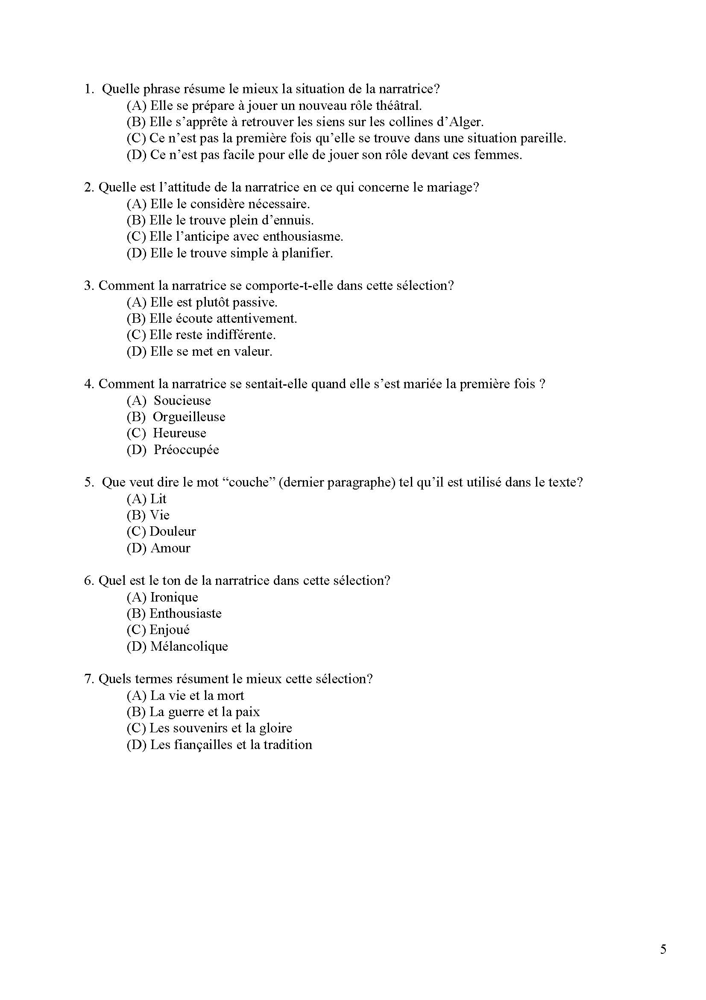 1.  Quelle phrase résume le mieux la situation de la narratrice?
(A) Elle se prépare à jouer un nouveau rôle théâtral.
(B) Elle s’apprête à retrouver les siens sur les collines d’Alger.
(C) Ce n’est pas la première fois qu’elle se trouve dans une situation pareille.
(D) Ce n’est pas facile pour elle de jouer son rôle devant ces femmes.
2. Quelle est l’attitude de la narratrice en ce qui concerne le mariage?
(A) Elle le considère nécessaire.
(B) Elle le trouve plein d’ennuis.
(C) Elle l’anticipe avec enthousiasme.
(D) Elle le trouve simple à planifier.
3. Comment la narratrice se comporte-t-elle dans cette sélection?
(A) Elle est plutôt passive.
(B) Elle écoute attentivement.
(C) Elle reste indifférente.
(D) Elle se met en valeur.
4. Comment la narratrice se sentait-elle quand elle s’est mariée la première fois ?
(A)  Soucieuse
(B)  Orgueilleuse
(C)  Heureuse
(D)  Préoccupée
5.  Que veut dire le mot “couche” (dernier paragraphe) tel qu’il est utilisé dans le texte?
(A) Lit
(B) Vie
(C) Douleur
(D) Amour
6. Quel est le ton de la narratrice dans cette sélection?
(A) Ironique
(B) Enthousiaste
(C) Enjoué
(D) Mélancolique
7. Quels termes résument le mieux cette sélection?
(A) La vie et la mort
(B) La guerre et la paix
(C) Les souvenirs et la gloire
(D) Les fiançailles et la tradition
5